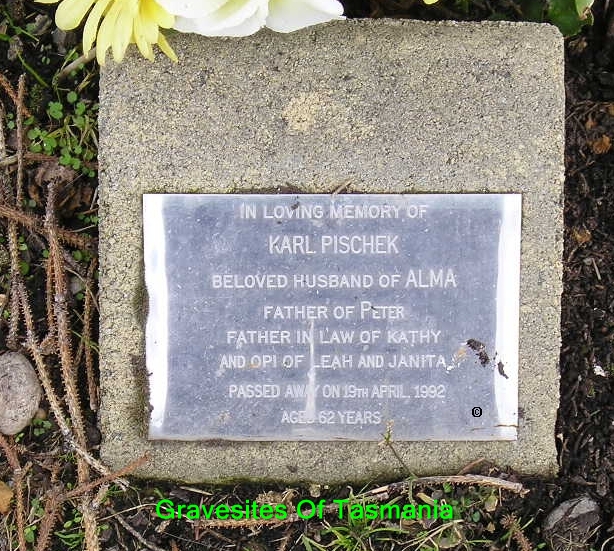 IN LOVING MEMORY OF
KARL PISCHEK
BELOVED HUSBAND OF ALMA
FATHER OF PETER
FATHER IN LAW OF KATHY
AND OPI OF LEAH AND JANITA
PASSED AWAY ON 19TH APRIL, 1992
AGED 62 YEARS
©
Gravesites Of Tasmania